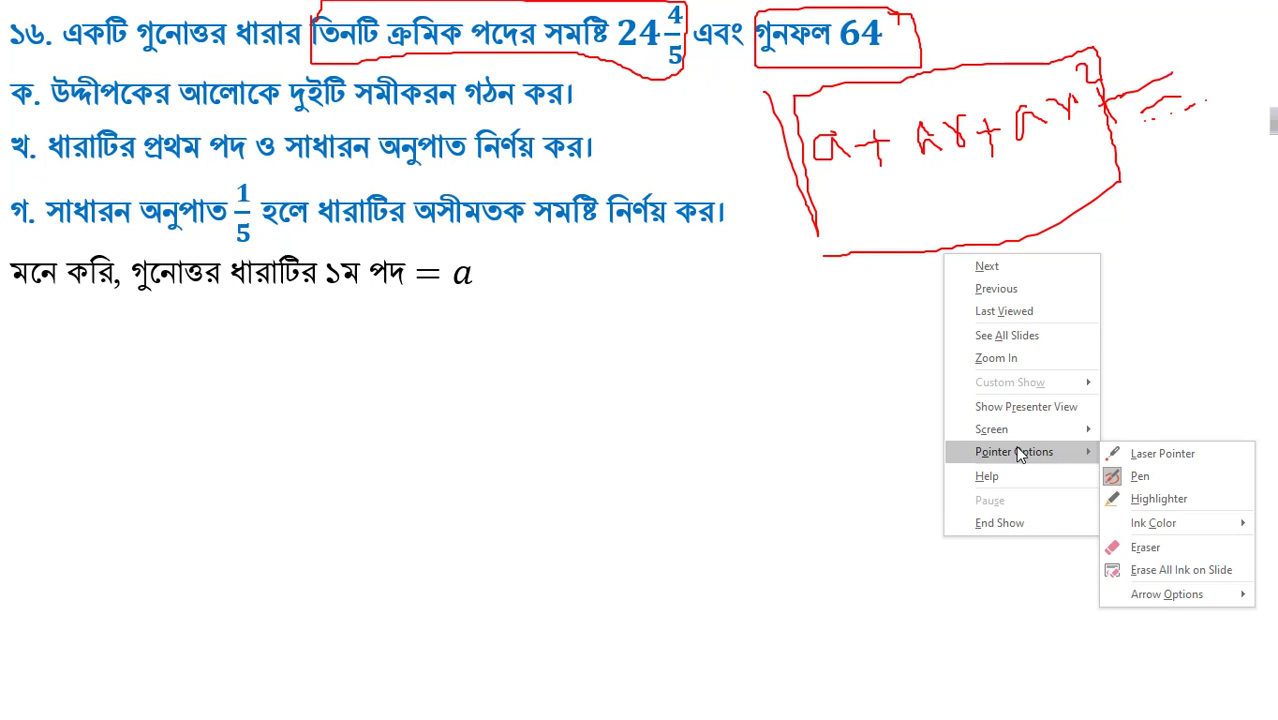 ১৬. একটি গুনোত্তর ধারার তিনটি ক্রমিক পদের সমষ্টি 24 4/5 এবং গুনফল 64
ক. উদ্দীপকের আলোকে দুইটি সমীকরন গঠন কর।
a + ar + ar² + ......
খ. ধারাটির প্রথম পদ ও সাধারন অনুপাত নির্ণয় কর।
গ. সাধারন অনুপাত 1/5 হলে ধারাটির অসীমতক সমষ্টি নির্ণয় কর।
মনে করি, গুনোত্তর ধারাটির ১ম পদ = a
Next
Previous
Last Viewed
See All Slides
Zoom In
Custom Show
Show Presenter View
Screen
Pointer Options
Help
Pause
End Show
Laser Pointer
Pen
Highlighter
Ink Color
Eraser
Erase All Ink on Slide
Arrow Options